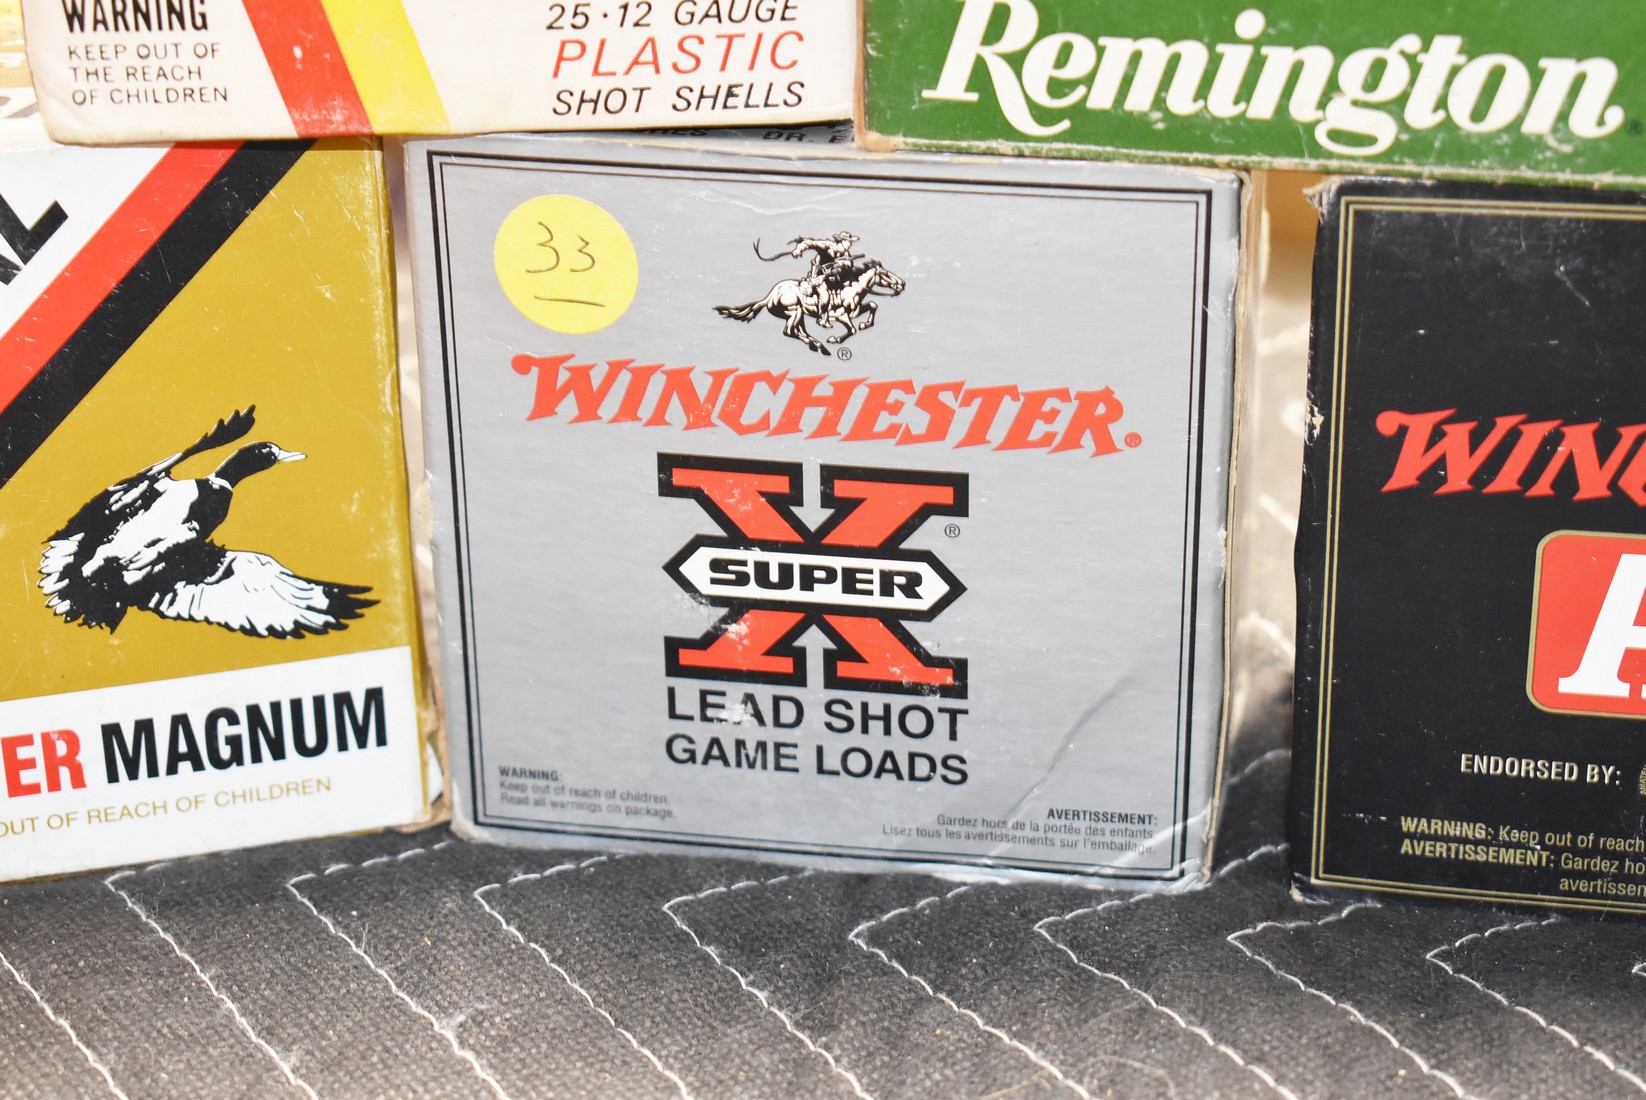 WARNING
KEEP OUT OF
THE REACH
OF CHILDREN
25·12 GAUGE
PLASTIC
SHOT SHELLS
Remington
DR. E
MAGNUM
OUT OF REACH OF CHILDREN
33
®
WINCHESTER®
X
®
SUPER
LEAD SHOT
GAME LOADS
WARNING:
Keep out of reach of children.
Read all warnings on package.
AVERTISSEMENT:
Gardez hors de la portée des enfants.
Lisez tous les avertissements sur l'emballage.
WINC
A
ENDORSED BY:
WARNING: Keep out of reach
AVERTISSEMENT: Gardez ho
avertissen